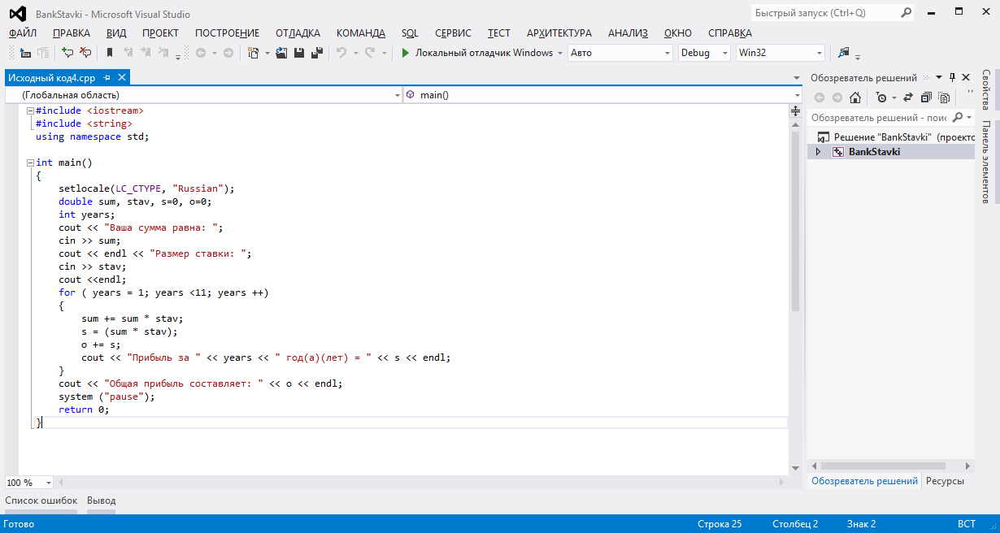 BankStavki - Microsoft Visual Studio
Быстрый запуск (Ctrl+Q)
ФАЙЛ ПРАВКА ВИД ПРОЕКТ ПОСТРОЕНИЕ ОТЛАДКА КОМАНДА SQL СЕРВИС ТЕСТ АРХИТЕКТУРА АНАЛИЗ ОКНО СПРАВКА
Локальный отладчик Windows Авто Debug Win32
Исходный код4.cpp
(Глобальная область) main()
#include <iostream>
#include <string>
using namespace std;
int main()
{
setlocale(LC_CTYPE, "Russian");
double sum, stav, s=0, o=0;
int years;
cout << "Ваша сумма равна: ";
cin >> sum;
cout << endl << "Размер ставки: ";
cin >> stav;
cout <<endl;
for ( years = 1; years <11; years ++)
{
sum += sum * stav;
s = (sum * stav);
o += s;
cout << "Прибыль за " << years << " год(а)(лет) = " << s << endl;
}
cout << "Общая прибыль составляет: " << o << endl;
system ("pause");
return 0;
}
100 %
Обозреватель решений
Обозреватель решений - поис
Решение "BankStavki" (проекто
BankStavki
Обозреватель решений Ресурсы
Свойства
Панель элементов
Список ошибок Вывод
Готово Строка 25 Столбец 2 Знак 2 ВСТ